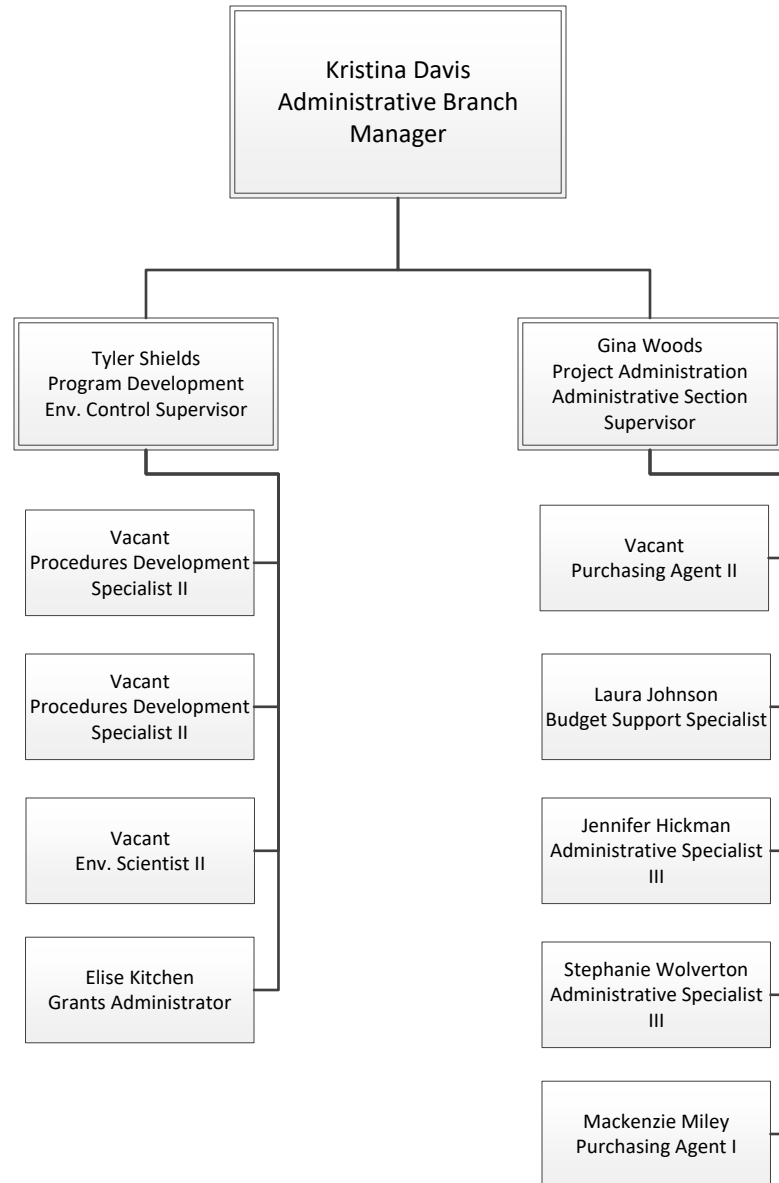 Kristina Davis
Administrative Branch
Manager
Tyler Shields
Program Development
Env. Control Supervisor
Gina Woods
Project Administration
Administrative Section
Supervisor
Vacant
Procedures Development
Specialist II
Vacant
Procedures Development
Specialist II
Vacant
Env. Scientist II
Elise Kitchen
Grants Administrator
Vacant
Purchasing Agent II
Laura Johnson
Budget Support Specialist
Jennifer Hickman
Administrative Specialist
III
Stephanie Wolverton
Administrative Specialist
III
Mackenzie Miley
Purchasing Agent I